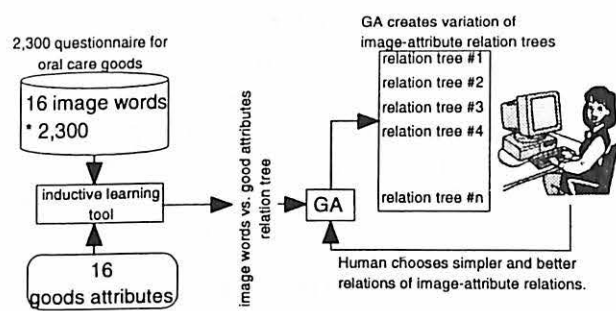 2,300 questionnaire for
oral care goods
16 image words
* 2,300
inductive learning
tool
16
goods attributes
image words vs. good attributes
relation tree
GA
GA creates variation of
image-attribute relation trees
relation tree #1
relation tree #2
relation tree #3
relation tree #4
relation tree #n
Human chooses simpler and better
relations of image-attribute relations.